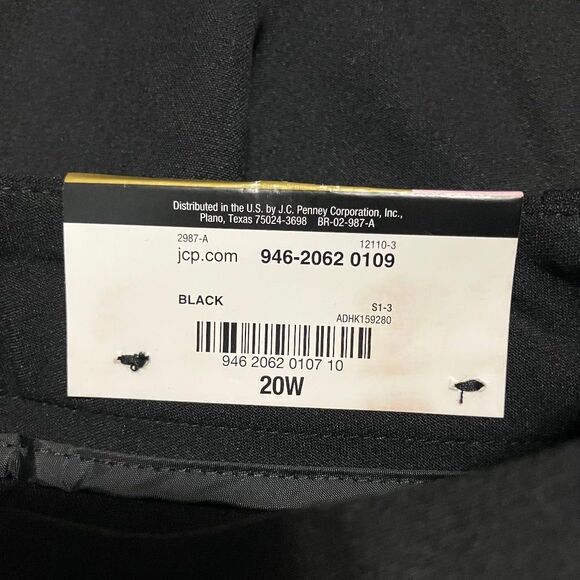 Distributed in the U.S. by J.C. Penney Corporation, Inc.,
Plano, Texas 75024-3698 BR-02-987-A
2987-A 12110-3
jcp.com 946-2062 0109
BLACK S1-3
ADHK159280
946 2062 0107 10
20W